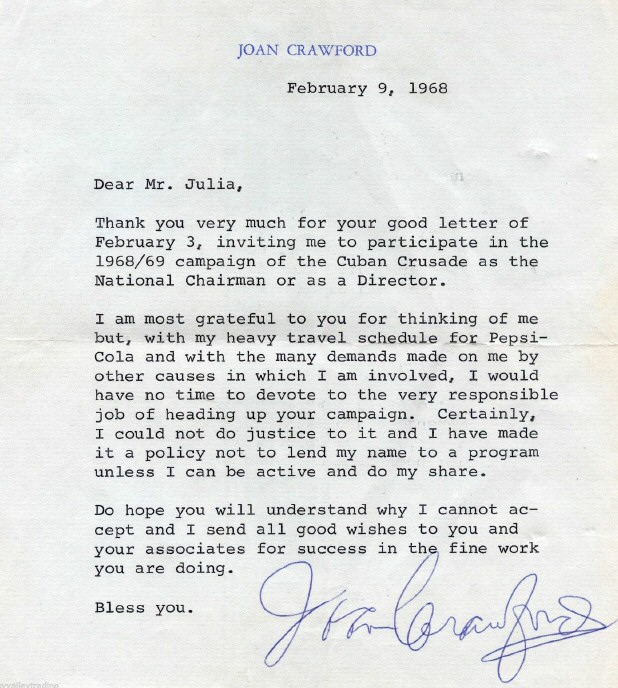 JOAN CRAWFORD
February 9, 1968
Dear Mr. Julia,
Thank you very much for your good letter of
February 3, inviting me to participate in the
1968/69 campaign of the Cuban Crusade as the
National Chairman or as a Director.
I am most grateful to you for thinking of me
but, with my heavy travel schedule for Pepsi-
Cola and with the many demands made on me by
other causes in which I am involved, I would
have no time to devote to the very responsible
job of heading up your campaign. Certainly,
I could not do justice to it and I have made
it a policy not to lend my name to a program
unless I can be active and do my share.
Do hope you will understand why I cannot ac-
cept and I send all good wishes to you and
your associates for success in the fine work
you are doing.
Bless you.
Joan Crawford